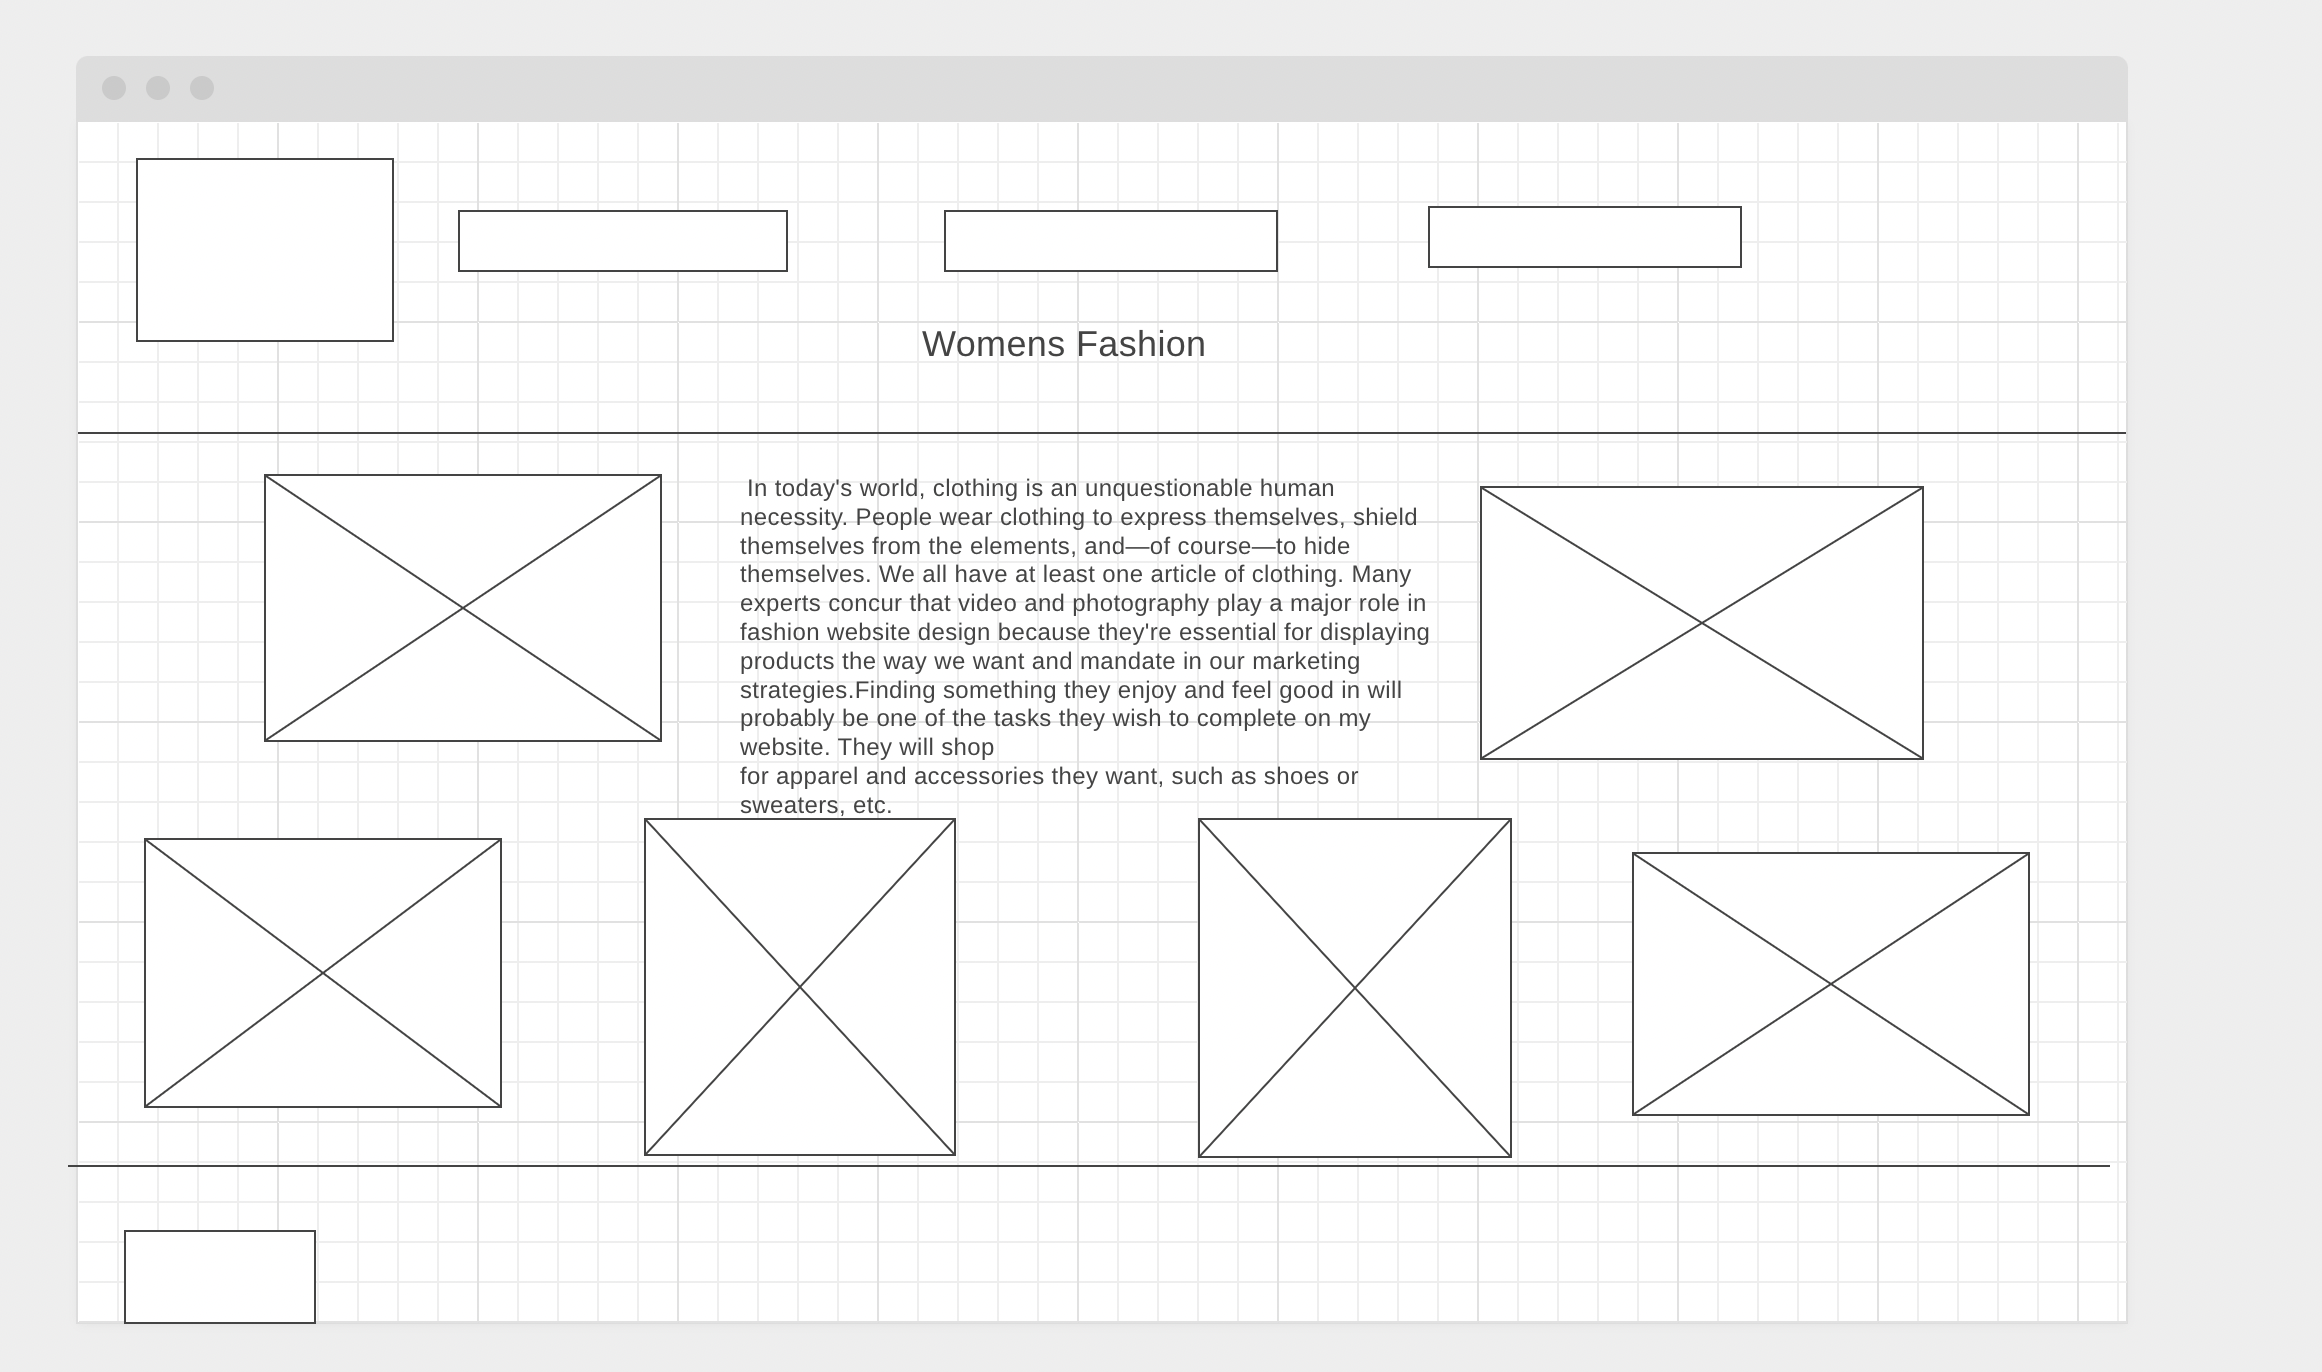 Womens Fashion
In today's world, clothing is an unquestionable human
necessity. People wear clothing to express themselves, shield
themselves from the elements, and—of course—to hide
themselves. We all have at least one article of clothing. Many
experts concur that video and photography play a major role in
fashion website design because they're essential for displaying
products the way we want and mandate in our marketing
strategies.Finding something they enjoy and feel good in will
probably be one of the tasks they wish to complete on my
website. They will shop
for apparel and accessories they want, such as shoes or
sweaters, etc.